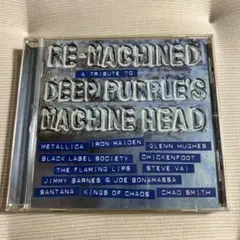 RE-MACHINED
A TRIBUTE TO
DEEP PURPLE'S
MACHINE HEAD
METALLICA IRON MAIDEN GLENN HUGHES
BLACK LABEL SOCIETY CHICKENFOOT
THE FLAMING LIPS STEVE VAI
JIMMY BARNES & JOE BONAMASSA
SANTANA KINGS OF CHAOS CHAD SMITH